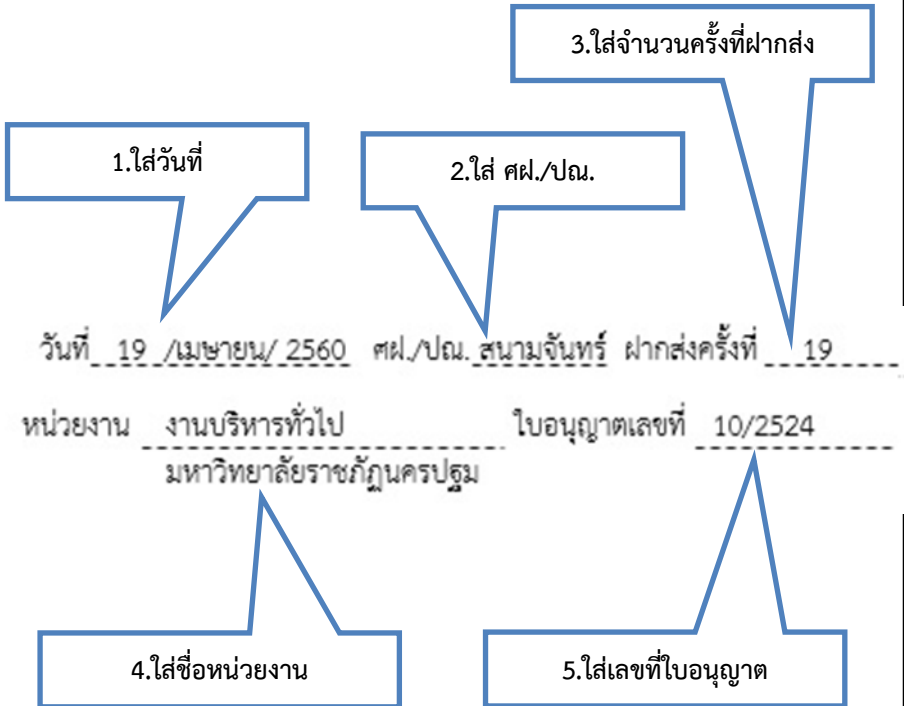 3.ใส่จำนวนครั้งที่ฝากส่ง
1.ใส่วันที่
2.ใส่ ศฝ./ปณ.
วันที่ 19 /เมษายน/ 2560 ศฝ./ปณ. สนามจันทร์ ฝากส่งครั้งที่ 19
หน่วยงาน งานบริหารทั่วไป ใบอนุญาตเลขที่ 10/2524
มหาวิทยาลัยราชภัฏนครปฐม
4.ใส่ชื่อหน่วยงาน
5.ใส่เลขที่ใบอนุญาต